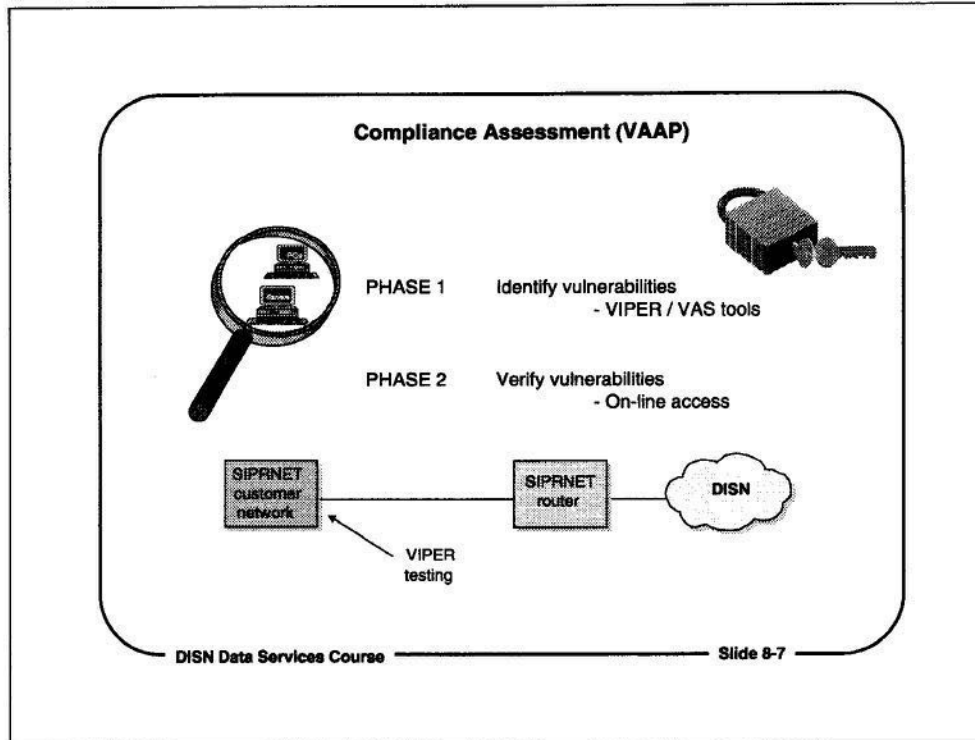 Compliance Assessment (VAAP)
PHASE 1 Identify vulnerabilities
- VIPER / VAS tools
PHASE 2 Verify vulnerabilities
- On-line access
SIPRNET
customer
network
SIPRNET
router
DISN
VIPER
testing
DISN Data Services Course
Slide 8-7